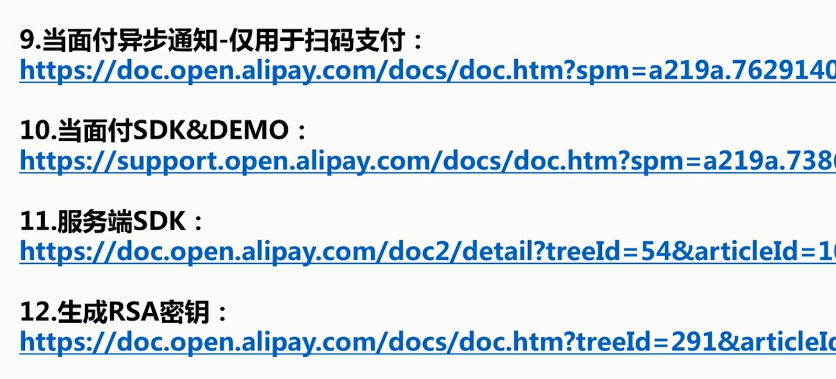 9.当面付异步通知-仅用于扫码支付：
https://doc.open.alipay.com/docs/doc.htm?spm=a219a.7629140
10.当面付SDK&DEMO：
https://support.open.alipay.com/docs/doc.htm?spm=a219a.738
11.服务端SDK：
https://doc.open.alipay.com/doc2/detail?treeId=54&articleId=1
12.生成RSA密钥：
https://doc.open.alipay.com/docs/doc.htm?treeId=291&articleI